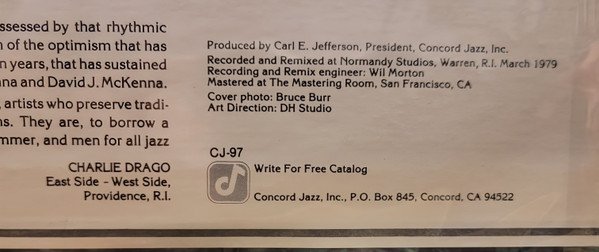 ssessed by that rhythmic
n of the optimism that has
n years, that has sustained
nna and David J. McKenna.
, artists who preserve tradi-
ns. They are, to borrow a
mmer, and men for all jazz
CHARLIE DRAGO
East Side - West Side,
Providence, R.I.
Produced by Carl E. Jefferson, President, Concord Jazz, Inc.
Recorded and Remixed at Normandy Studios, Warren, R.I. March 1979
Recording and Remix engineer: Wil Morton
Mastered at The Mastering Room, San Francisco, CA
Cover photo: Bruce Burr
Art Direction: DH Studio
CJ-97
Write For Free Catalog
Concord Jazz, Inc., P.O. Box 845, Concord, CA 94522